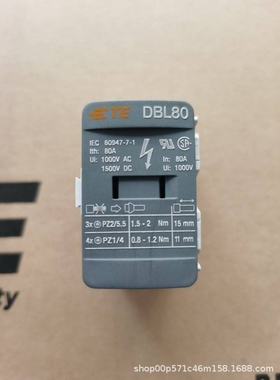 TE DBL80
IEC 60947-7-1
Ith: 80A
Ui: 1000V AC
1500V DC
In: 80A
Ui: 1000V
3x PZ2/5,5 1.5 - 2 Nm 15 mm
4x PZ1/4 0.8 - 1.2 Nm 11 mm
shop00p571c46m158.1688.com